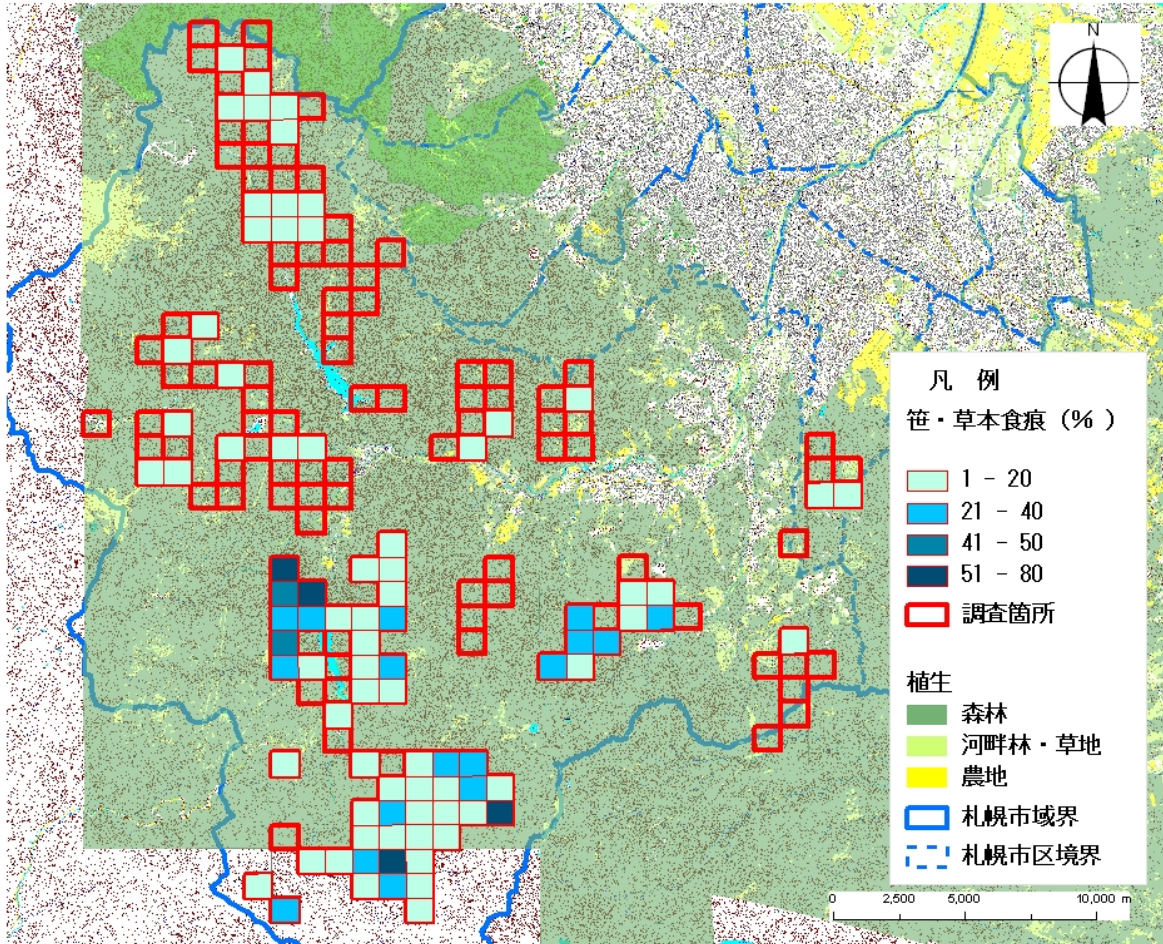 N
凡 例
笹・草本食痕 (% )
1 - 20
21 - 40
41 - 50
51 - 80
調査箇所
植生
森林
河畔林・草地
農地
札幌市域界
札幌市区境界
0 2,500 5,000 10,000 m